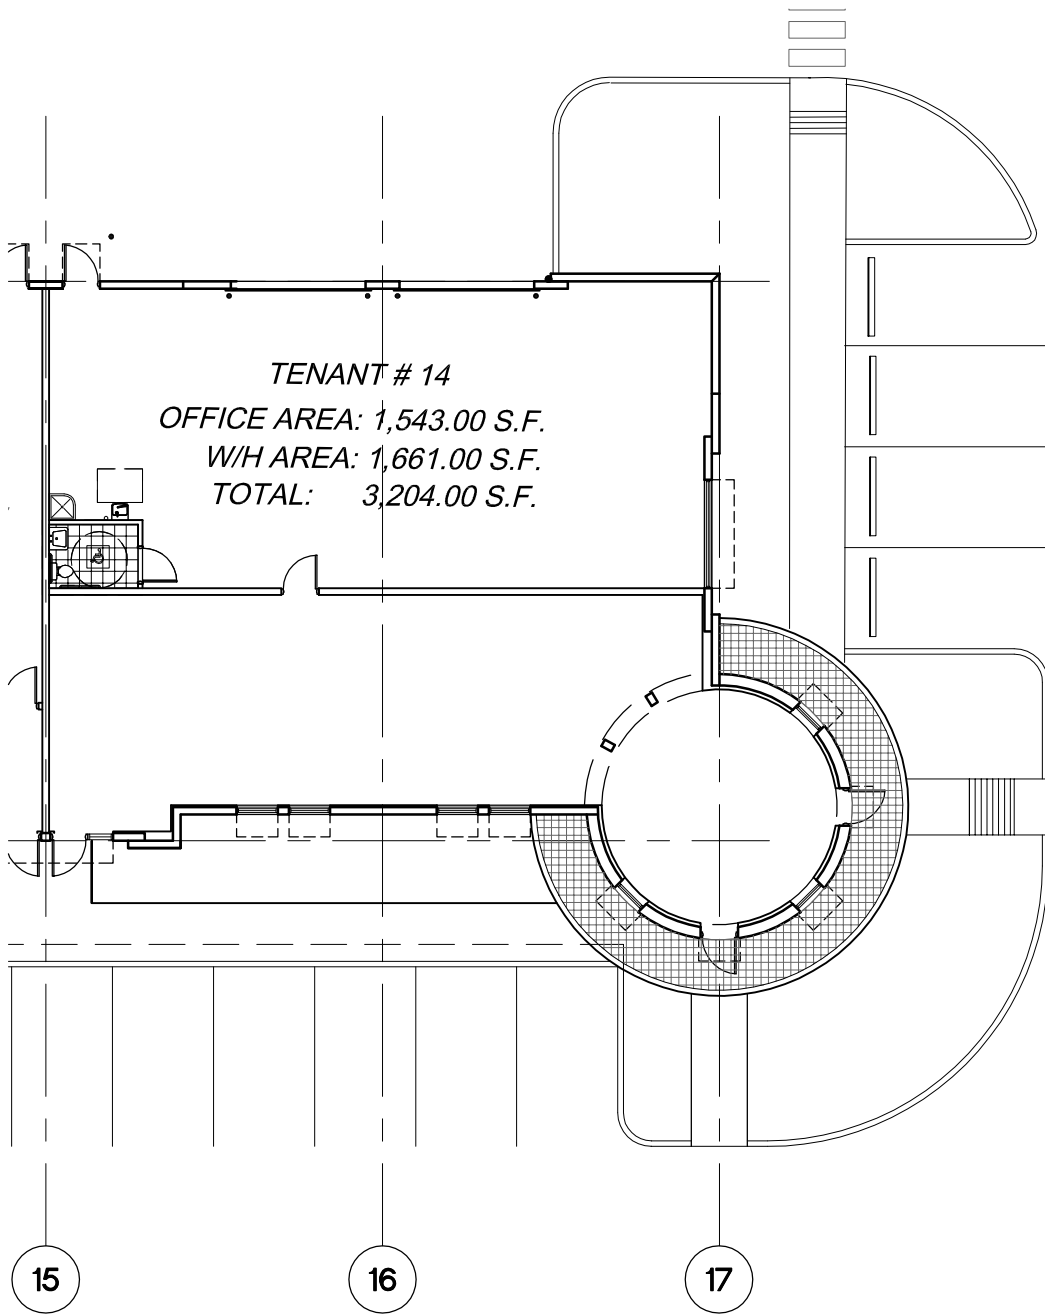 TENANT # 14
OFFICE AREA: 1,543.00 S.F.
W/H AREA: 1,661.00 S.F.
TOTAL: 3,204.00 S.F.
15 16 17